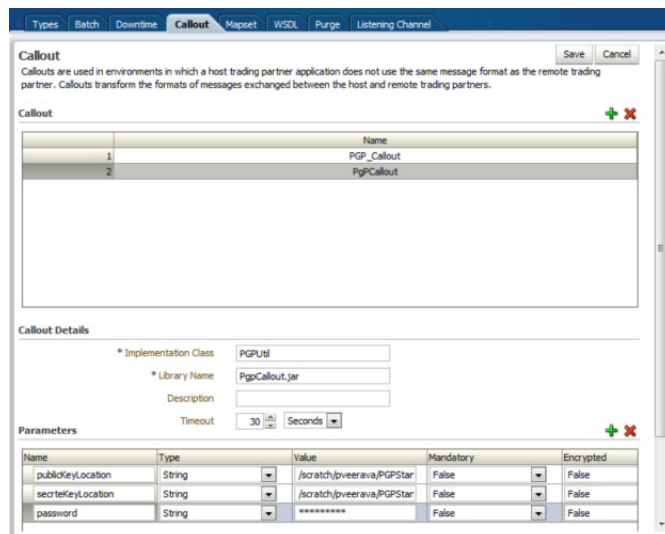 Types Batch Downtime Callout Mapset WSDL Purge Listening Channel
Callout
Save Cancel
Callouts are used in environments in which a host trading partner application does not use the same message format as the remote trading
partner. Callouts transform the formats of messages exchanged between the host and remote trading partners.
Callout
Name
1 PGP_Callout
2 PgPCallout
Callout Details
* Implementation Class PGPUtil
* Library Name PgpCallout.jar
Description
Timeout 30 Seconds
Parameters
Name Type Value Mandatory Encrypted
publicKeyLocation String /scratch/pveerava/PGPStar False False
secrteKeyLocation String /scratch/pveerava/PGPStar False False
password String ********* False False